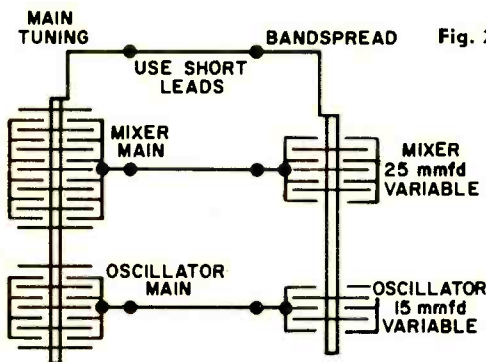 MAIN
TUNING
BANDSPREAD
Fig.
USE SHORT
LEADS
MIXER
MAIN
MIXER
25 mmfd
VARIABLE
OSCILLATOR
MAIN
OSCILLATOR
15 mmfd
VARIABLE